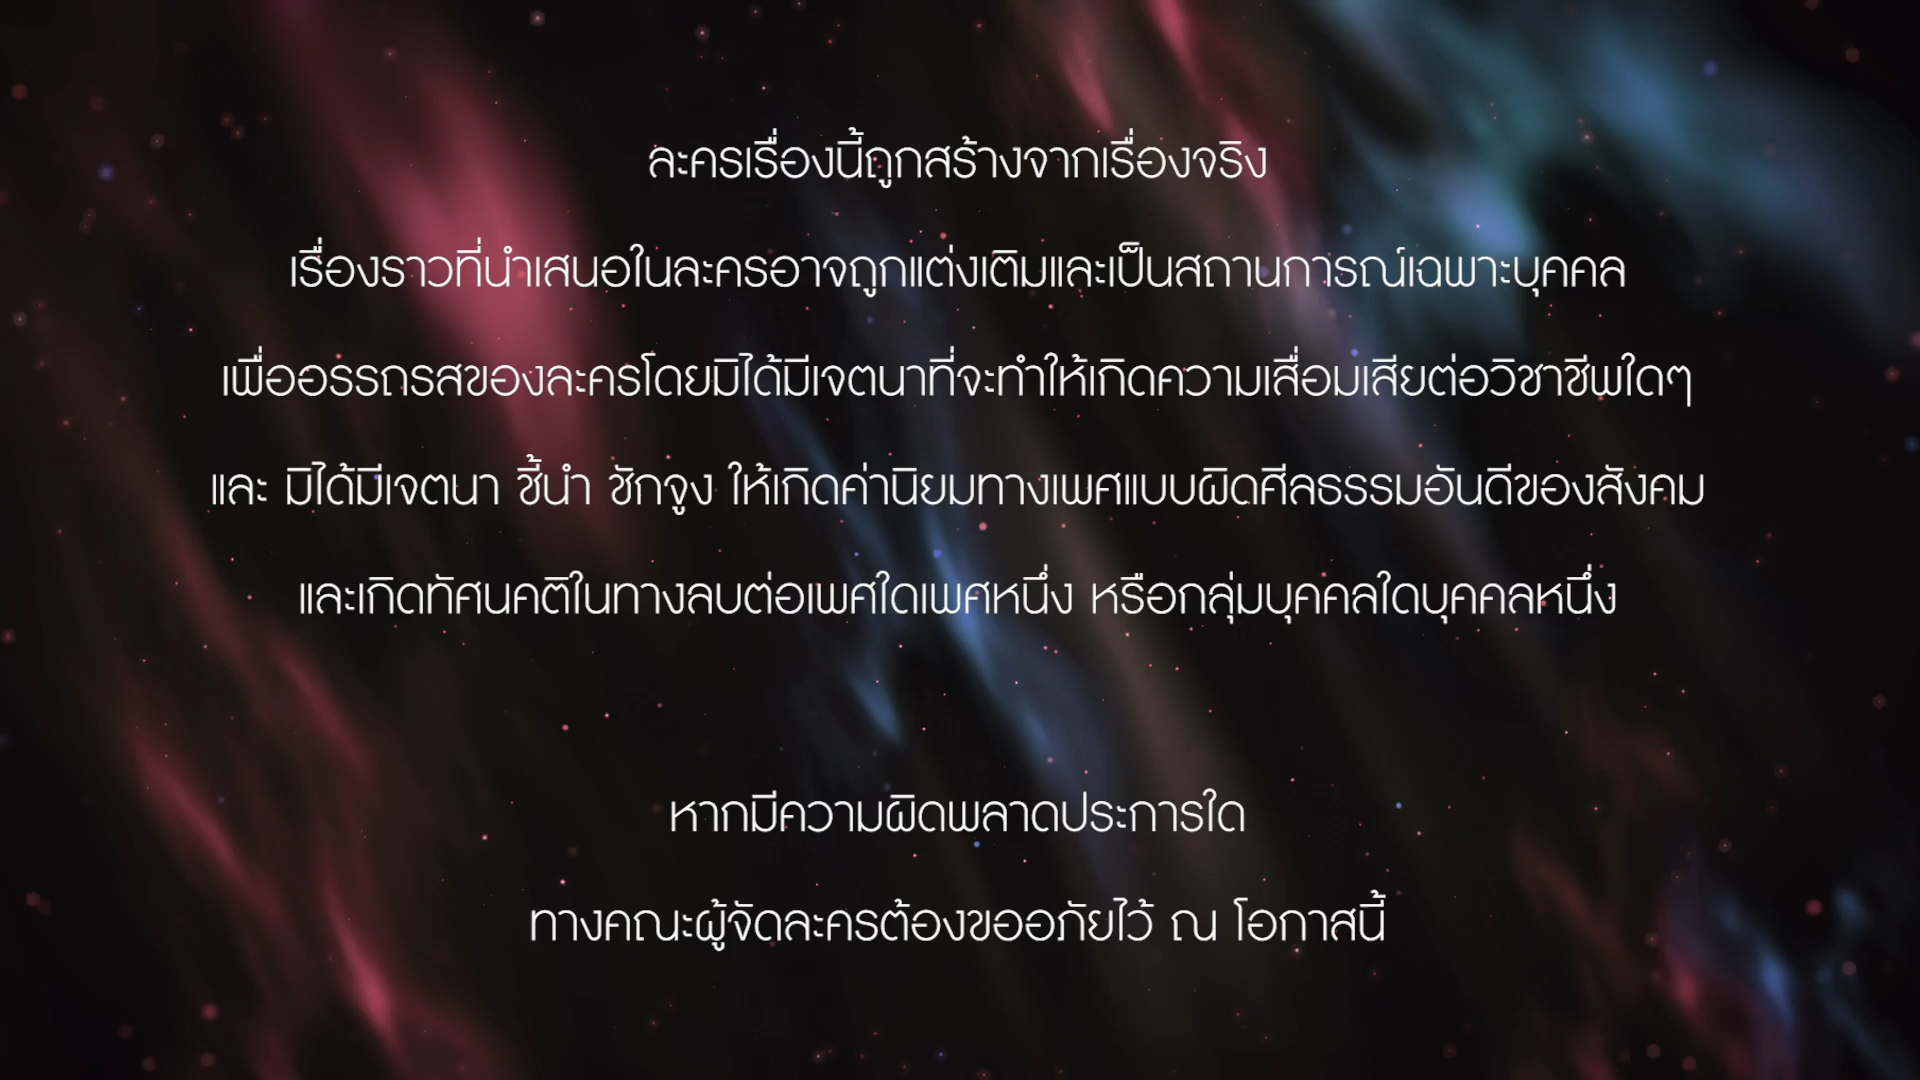 ละครเรื่องนี้ถูกสร้างจากเรื่องจริง
เรื่องราวที่นำเสนอในละครอาจถูกแต่งเติมและเป็นสถานการณ์เฉพาะบุคคล
เพื่ออรรถรสของละครโดยมิได้มีเจตนาที่จะทำให้เกิดความเสื่อมเสียต่อวิชาชีพใดๆ
และ มิได้มีเจตนา ชี้นำ ชักจูง ให้เกิดค่านิยมทางเพศแบบผิดศีลธรรมอันดีของสังคม
และเกิดทัศนคติในทางลบต่อเพศใดเพศหนึ่ง หรือกลุ่มบุคคลใดบุคคลหนึ่ง
หากมีความผิดพลาดประการใด
ทางคณะผู้จัดละครต้องขออภัยไว้ ณ โอกาสนี้